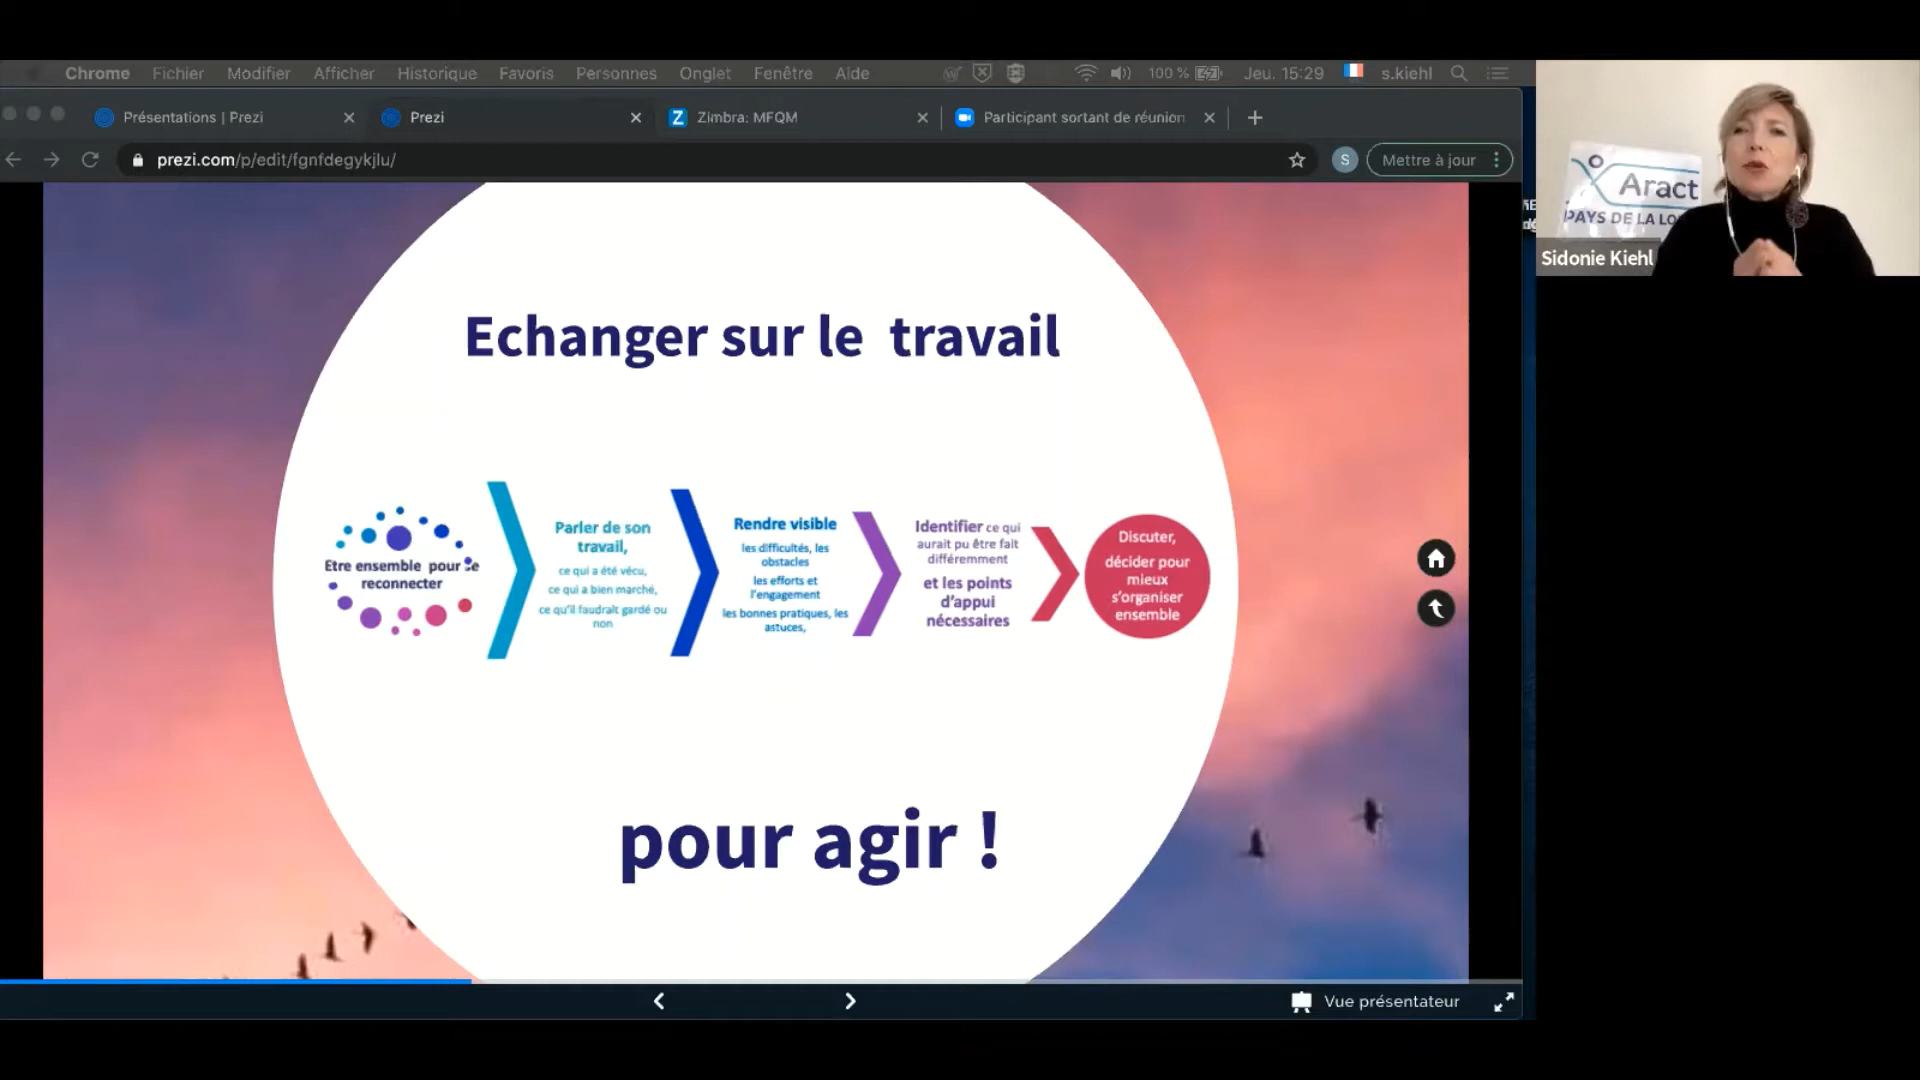 Chrome Fichier Modifier Afficher Historique Favoris Personnes Onglet Fenêtre Aide 100 % Jeu. 15:29 s.kiehl
Présentations | Prezi
Prezi
Zimbra: MFQM
Participant sortant de réunion
prezi.com/p/edit/fgnfdegykjlu/
S
Mettre à jour
Aract
PAYS DE LA LO
Sidonie Kiehl
Echanger sur le travail
Etre ensemble pour se
reconnecter
Parler de son
travail,
ce qui a été vécu,
ce qui a bien marché,
ce qu'il faudrait gardé ou
non
Rendre visible
les difficultés, les
obstacles
les efforts et
l'engagement
les bonnes pratiques, les
astuces,
Identifier ce qui
aurait pu être fait
différemment
et les points
d'appui
nécessaires
Discuter,
décider pour
mieux
s'organiser
ensemble
pour agir !
Vue présentateur